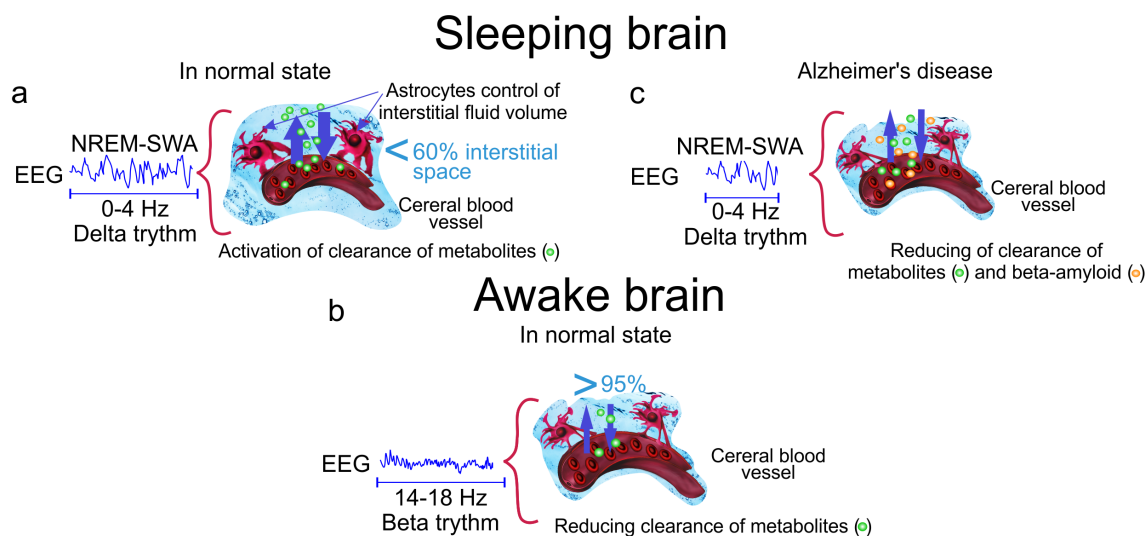 Sleeping brain
a
In normal state
Astrocytes control of
interstitial fluid volume
NREM-SWA
EEG
0-4 Hz
Delta trythm
< 60% interstitial
space
Cereral blood
vessel
Activation of clearance of metabolites ( )
c
Alzheimer's disease
NREM-SWA
EEG
0-4 Hz
Delta trythm
Cereral blood
vessel
Reducing of clearance of
metabolites ( ) and beta-amyloid ( )
Awake brain
b
In normal state
> 95%
EEG
14-18 Hz
Beta trythm
Cereral blood
vessel
Reducing clearance of metabolites ( )